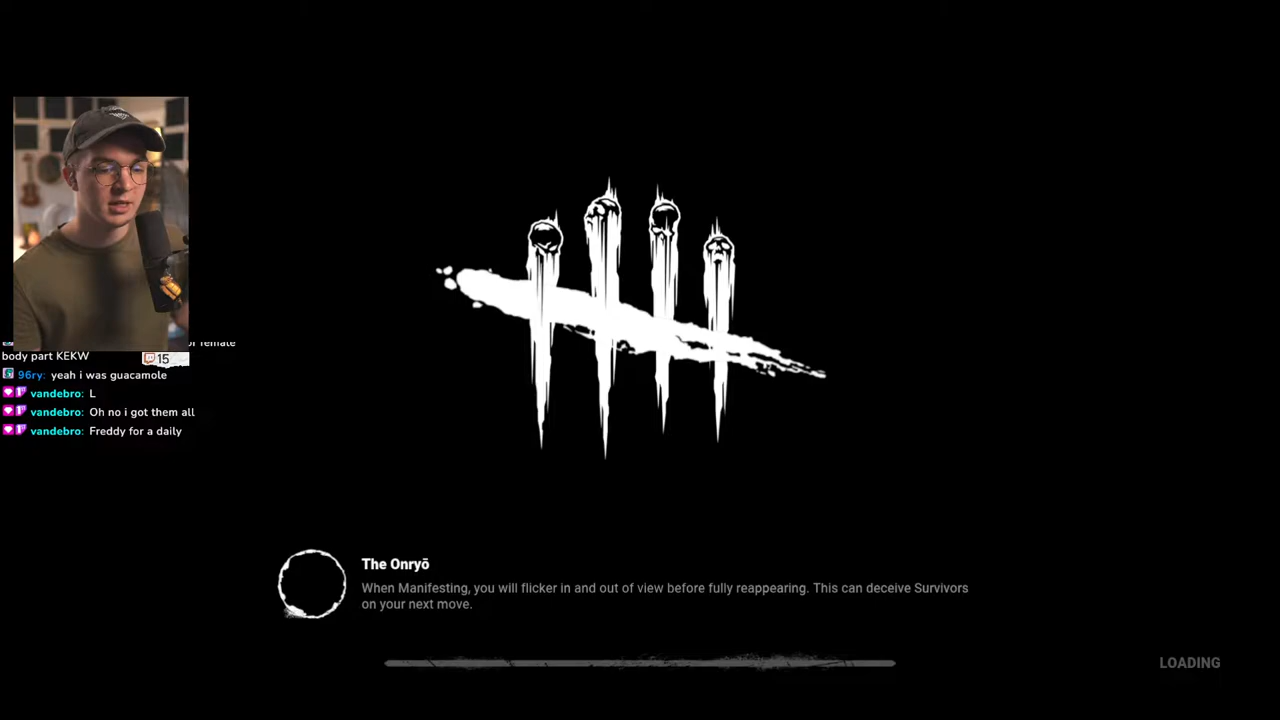 body part KEKW
15
96ry: yeah i was guacamole
vandebro: L
vandebro: Oh no i got them all
vandebro: Freddy for a daily
The Onryō
When Manifesting, you will flicker in and out of view before fully reappearing. This can deceive Survivors
on your next move.
LOADING